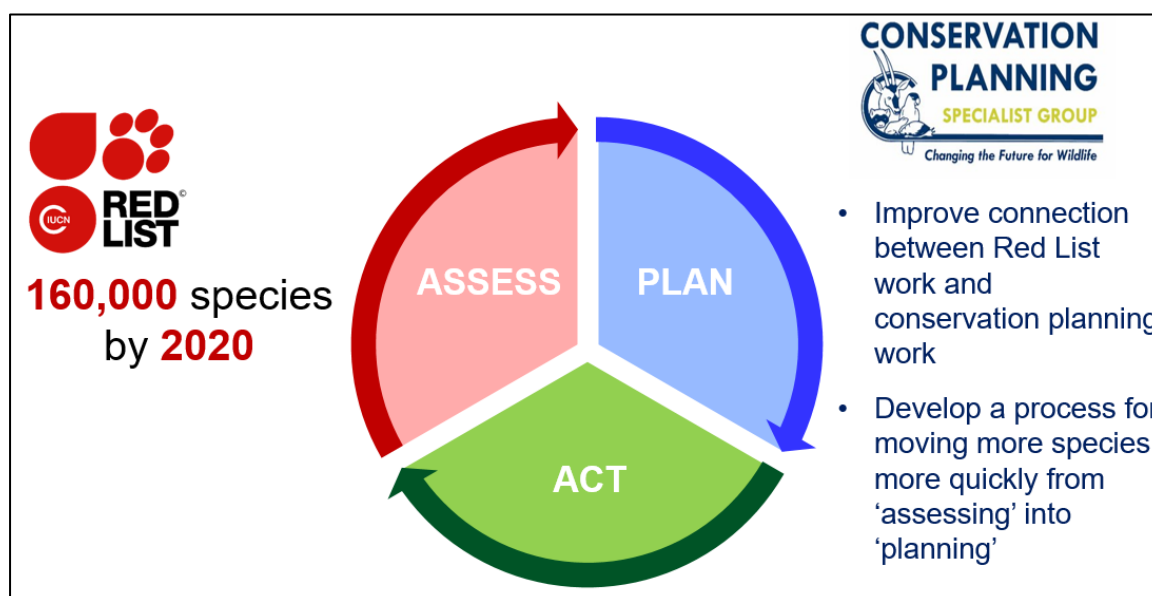 IUCN
RED
LIST©
160,000 species
by 2020
ASSESS
PLAN
ACT
CONSERVATION
PLANNING
SPECIALIST GROUP
Changing the Future for Wildlife
• Improve connection
between Red List
work and
conservation planning
work
• Develop a process for
moving more species
more quickly from
‘assessing’ into
‘planning’